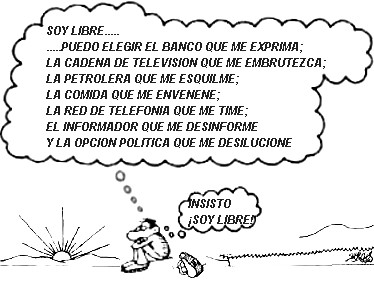 SOY LIBRE.....
.....PUEDO ELEGIR EL BANCO QUE ME EXPRIMA;
LA CADENA DE TELEVISION QUE ME EMBRUTEZCA;
LA PETROLERA QUE ME ESQUILME;
LA COMIDA QUE ME ENVENENE;
LA RED DE TELEFONIA QUE ME TIME;
EL INFORMADOR QUE ME DESINFORME
Y LA OPCION POLITICA QUE ME DESILUCIONE
INSISTO
¡SOY LIBRE!